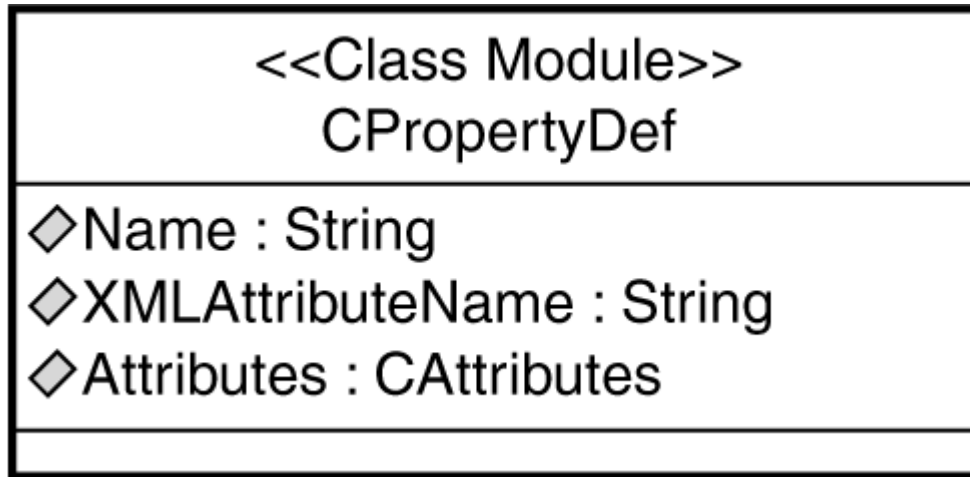 <<Class Module>>
CPropertyDef
Name : String
XMLAttributeName : String
Attributes : CAttributes